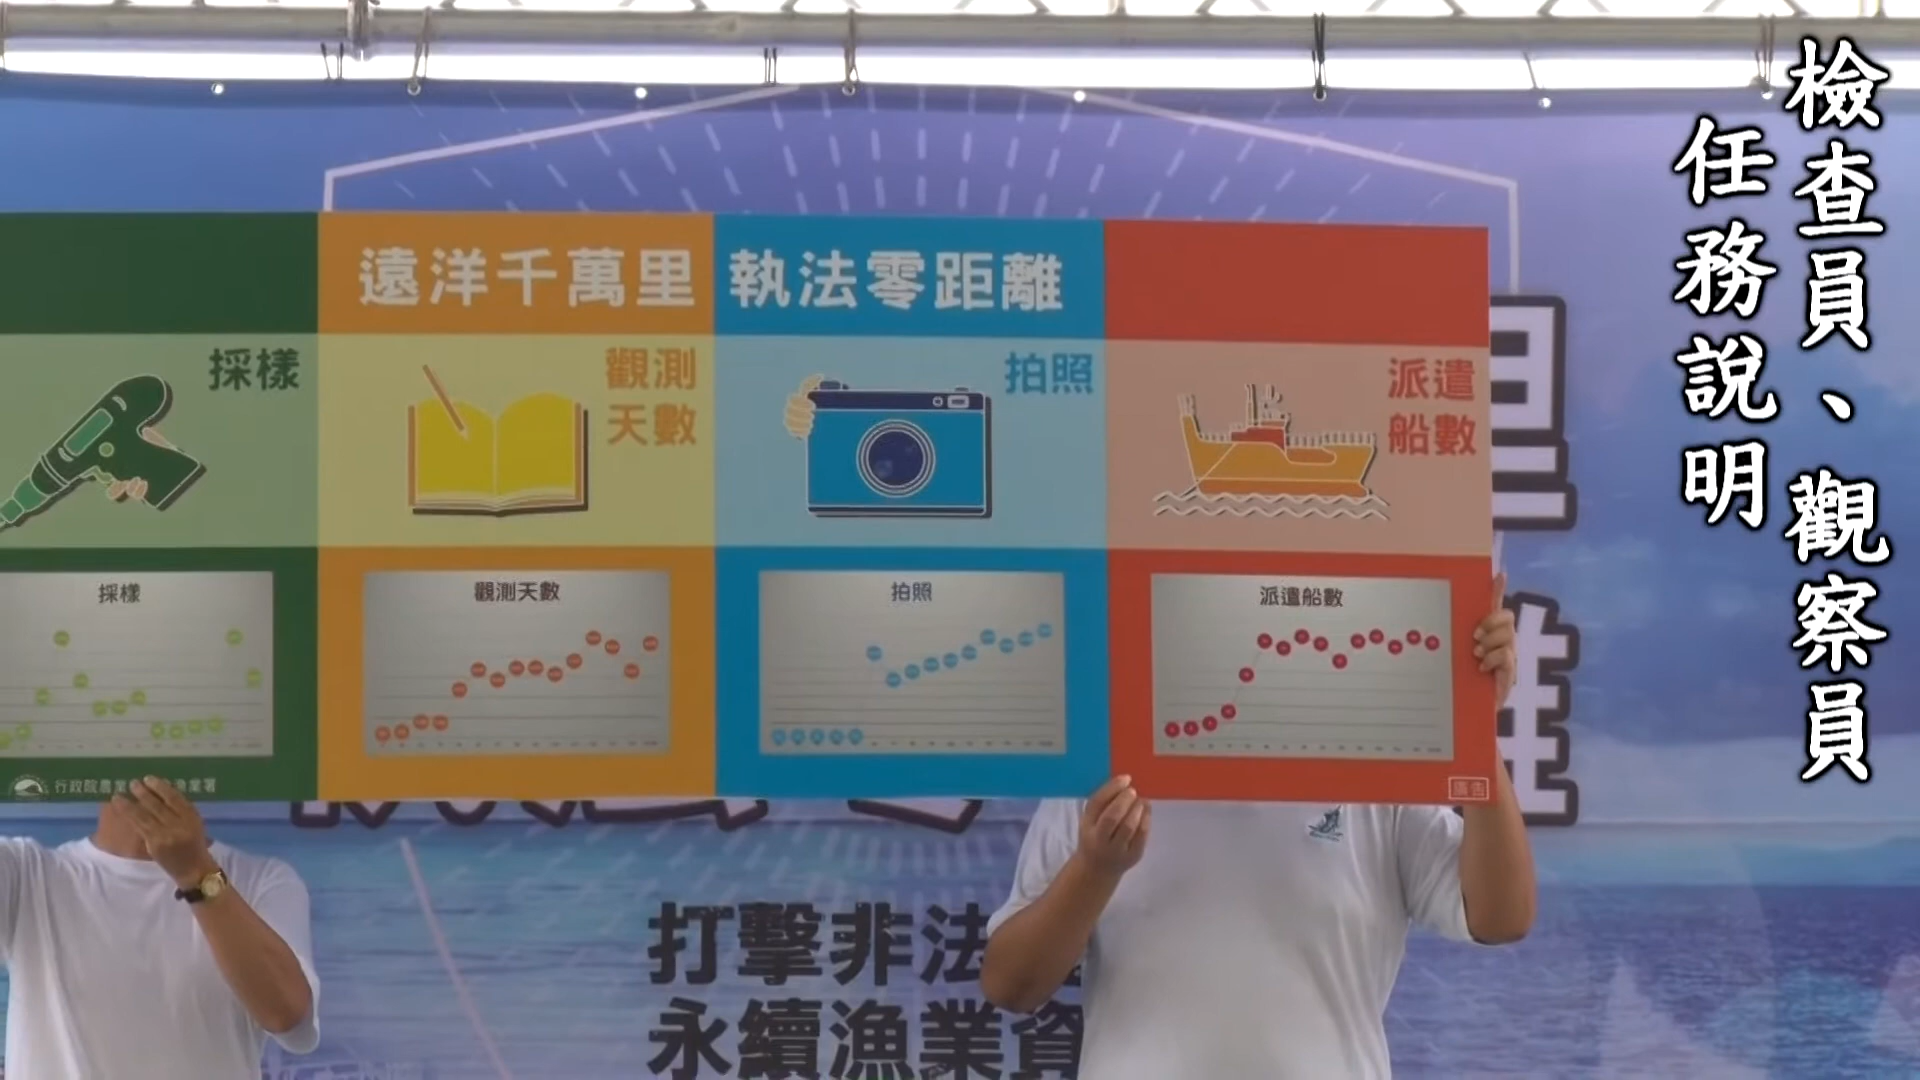 檢查員、觀察員
任務說明
遠洋千萬里 執法零距離
採樣
觀測
天數
拍照
派遣
船數
採樣
觀測天數
拍照
派遣船數
行政院農業
漁業署
廣告
打擊非法
永續漁業資